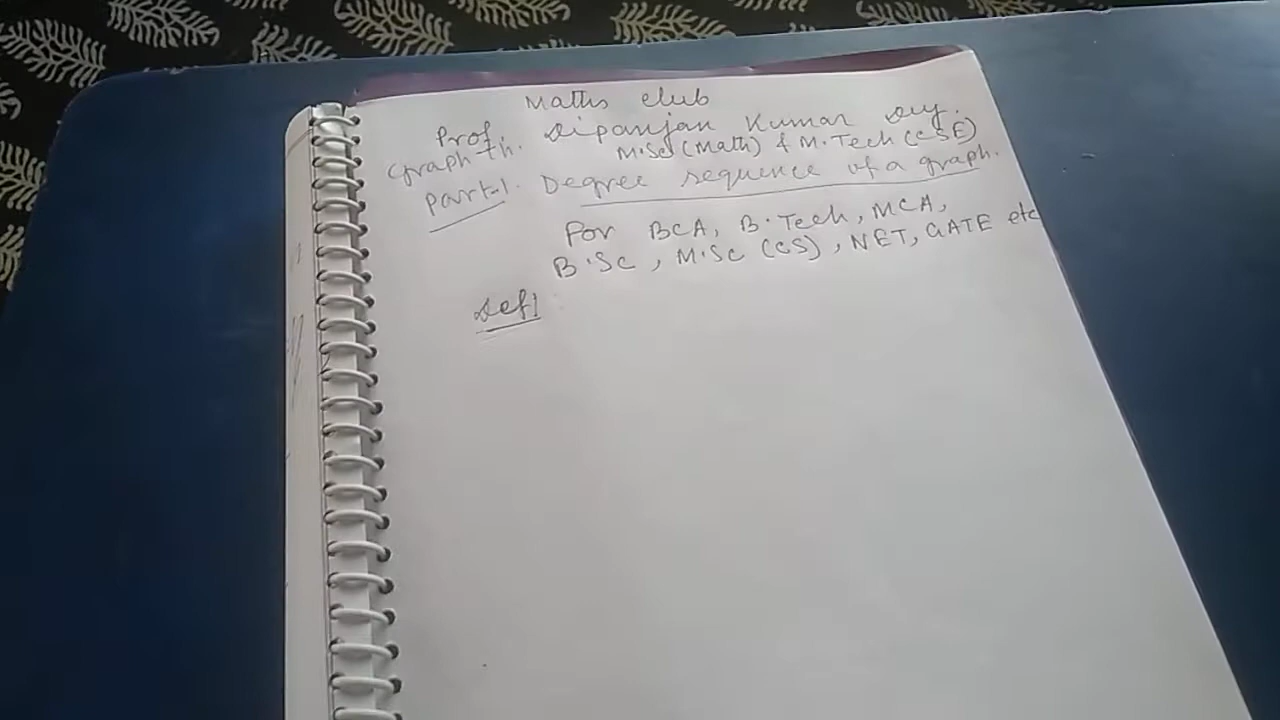 Maths club
Prof. Dipanjan Kumar Dey.
M.Sc (Math) & M.Tech (CSE)
Graph th.
Part-1. Degree sequence of a graph.
For BCA, B.Tech, MCA,
B.Sc, M.Sc (CS), NET, GATE etc
Def!